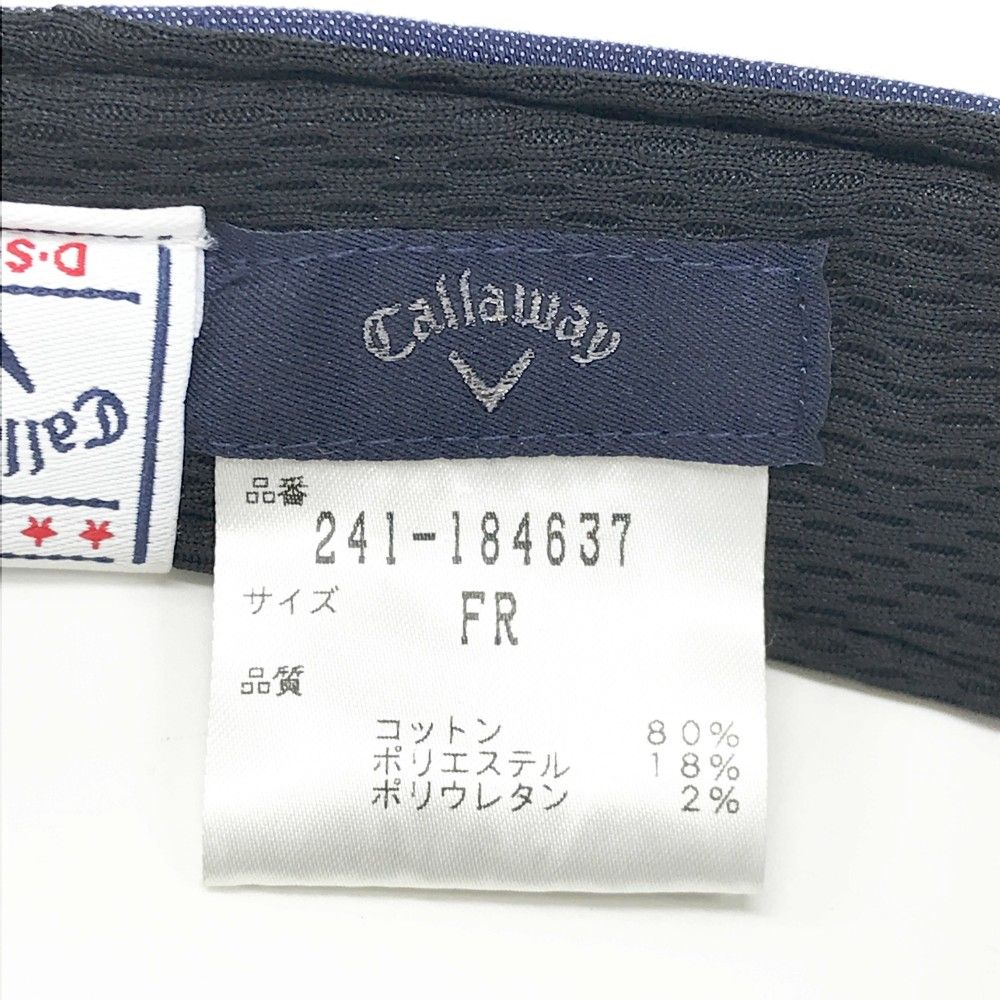 D·S
Call
Callaway
品番
241-184637
サイズ FR
品質
コットン 80%
ポリエステル 18%
ポリウレタン 2%